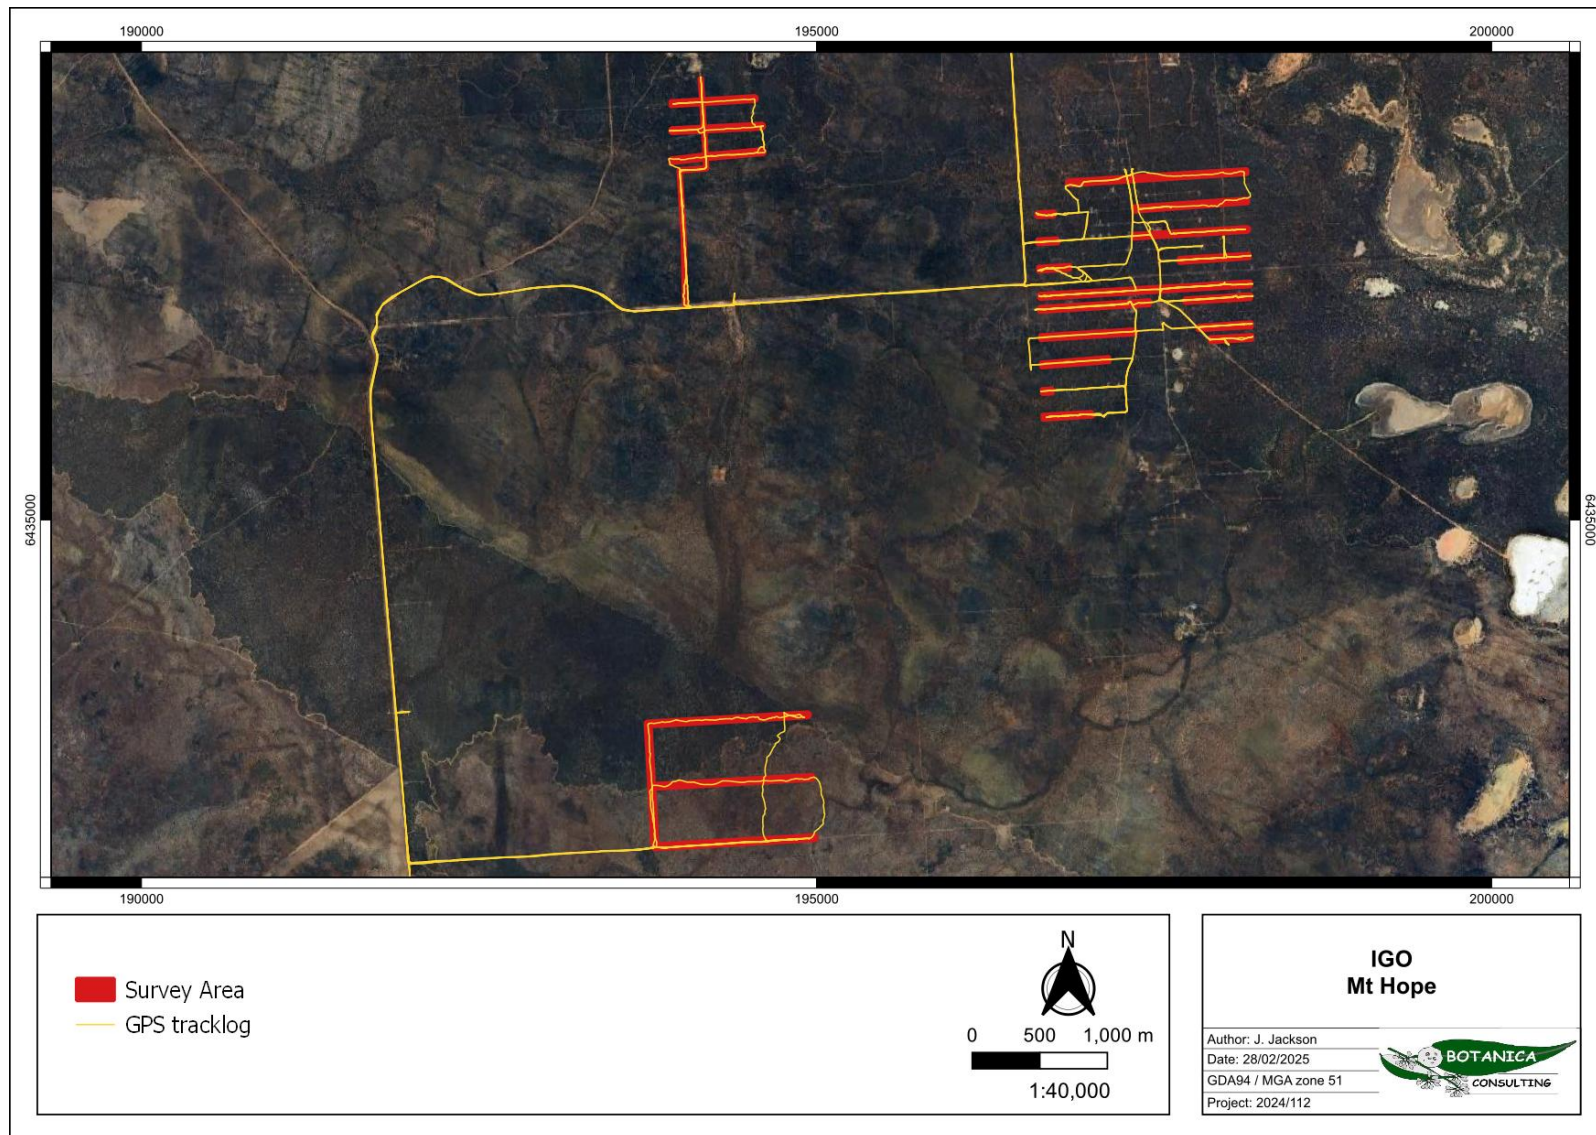 190000 195000 200000
6435000 6435000
190000 195000 200000
Survey Area
GPS tracklog
N
0 500 1,000 m
1:40,000
IGO
Mt Hope
Author: J. Jackson
Date: 28/02/2025
GDA94 / MGA zone 51
Project: 2024/112
BOTANICA
CONSULTING